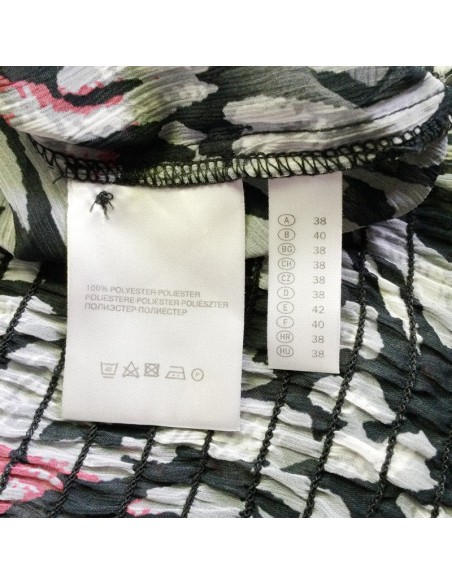 100% POLYESTER-POLIESTER
POLIESTERE-POLIESTER POLIÉSZTER
ПОЛИЭСТЕР-ПОЛИЕСТЕР
A 38
B 40
BG 38
CH 38
CZ 38
D 38
E 42
F 40
HR 38
HU 38